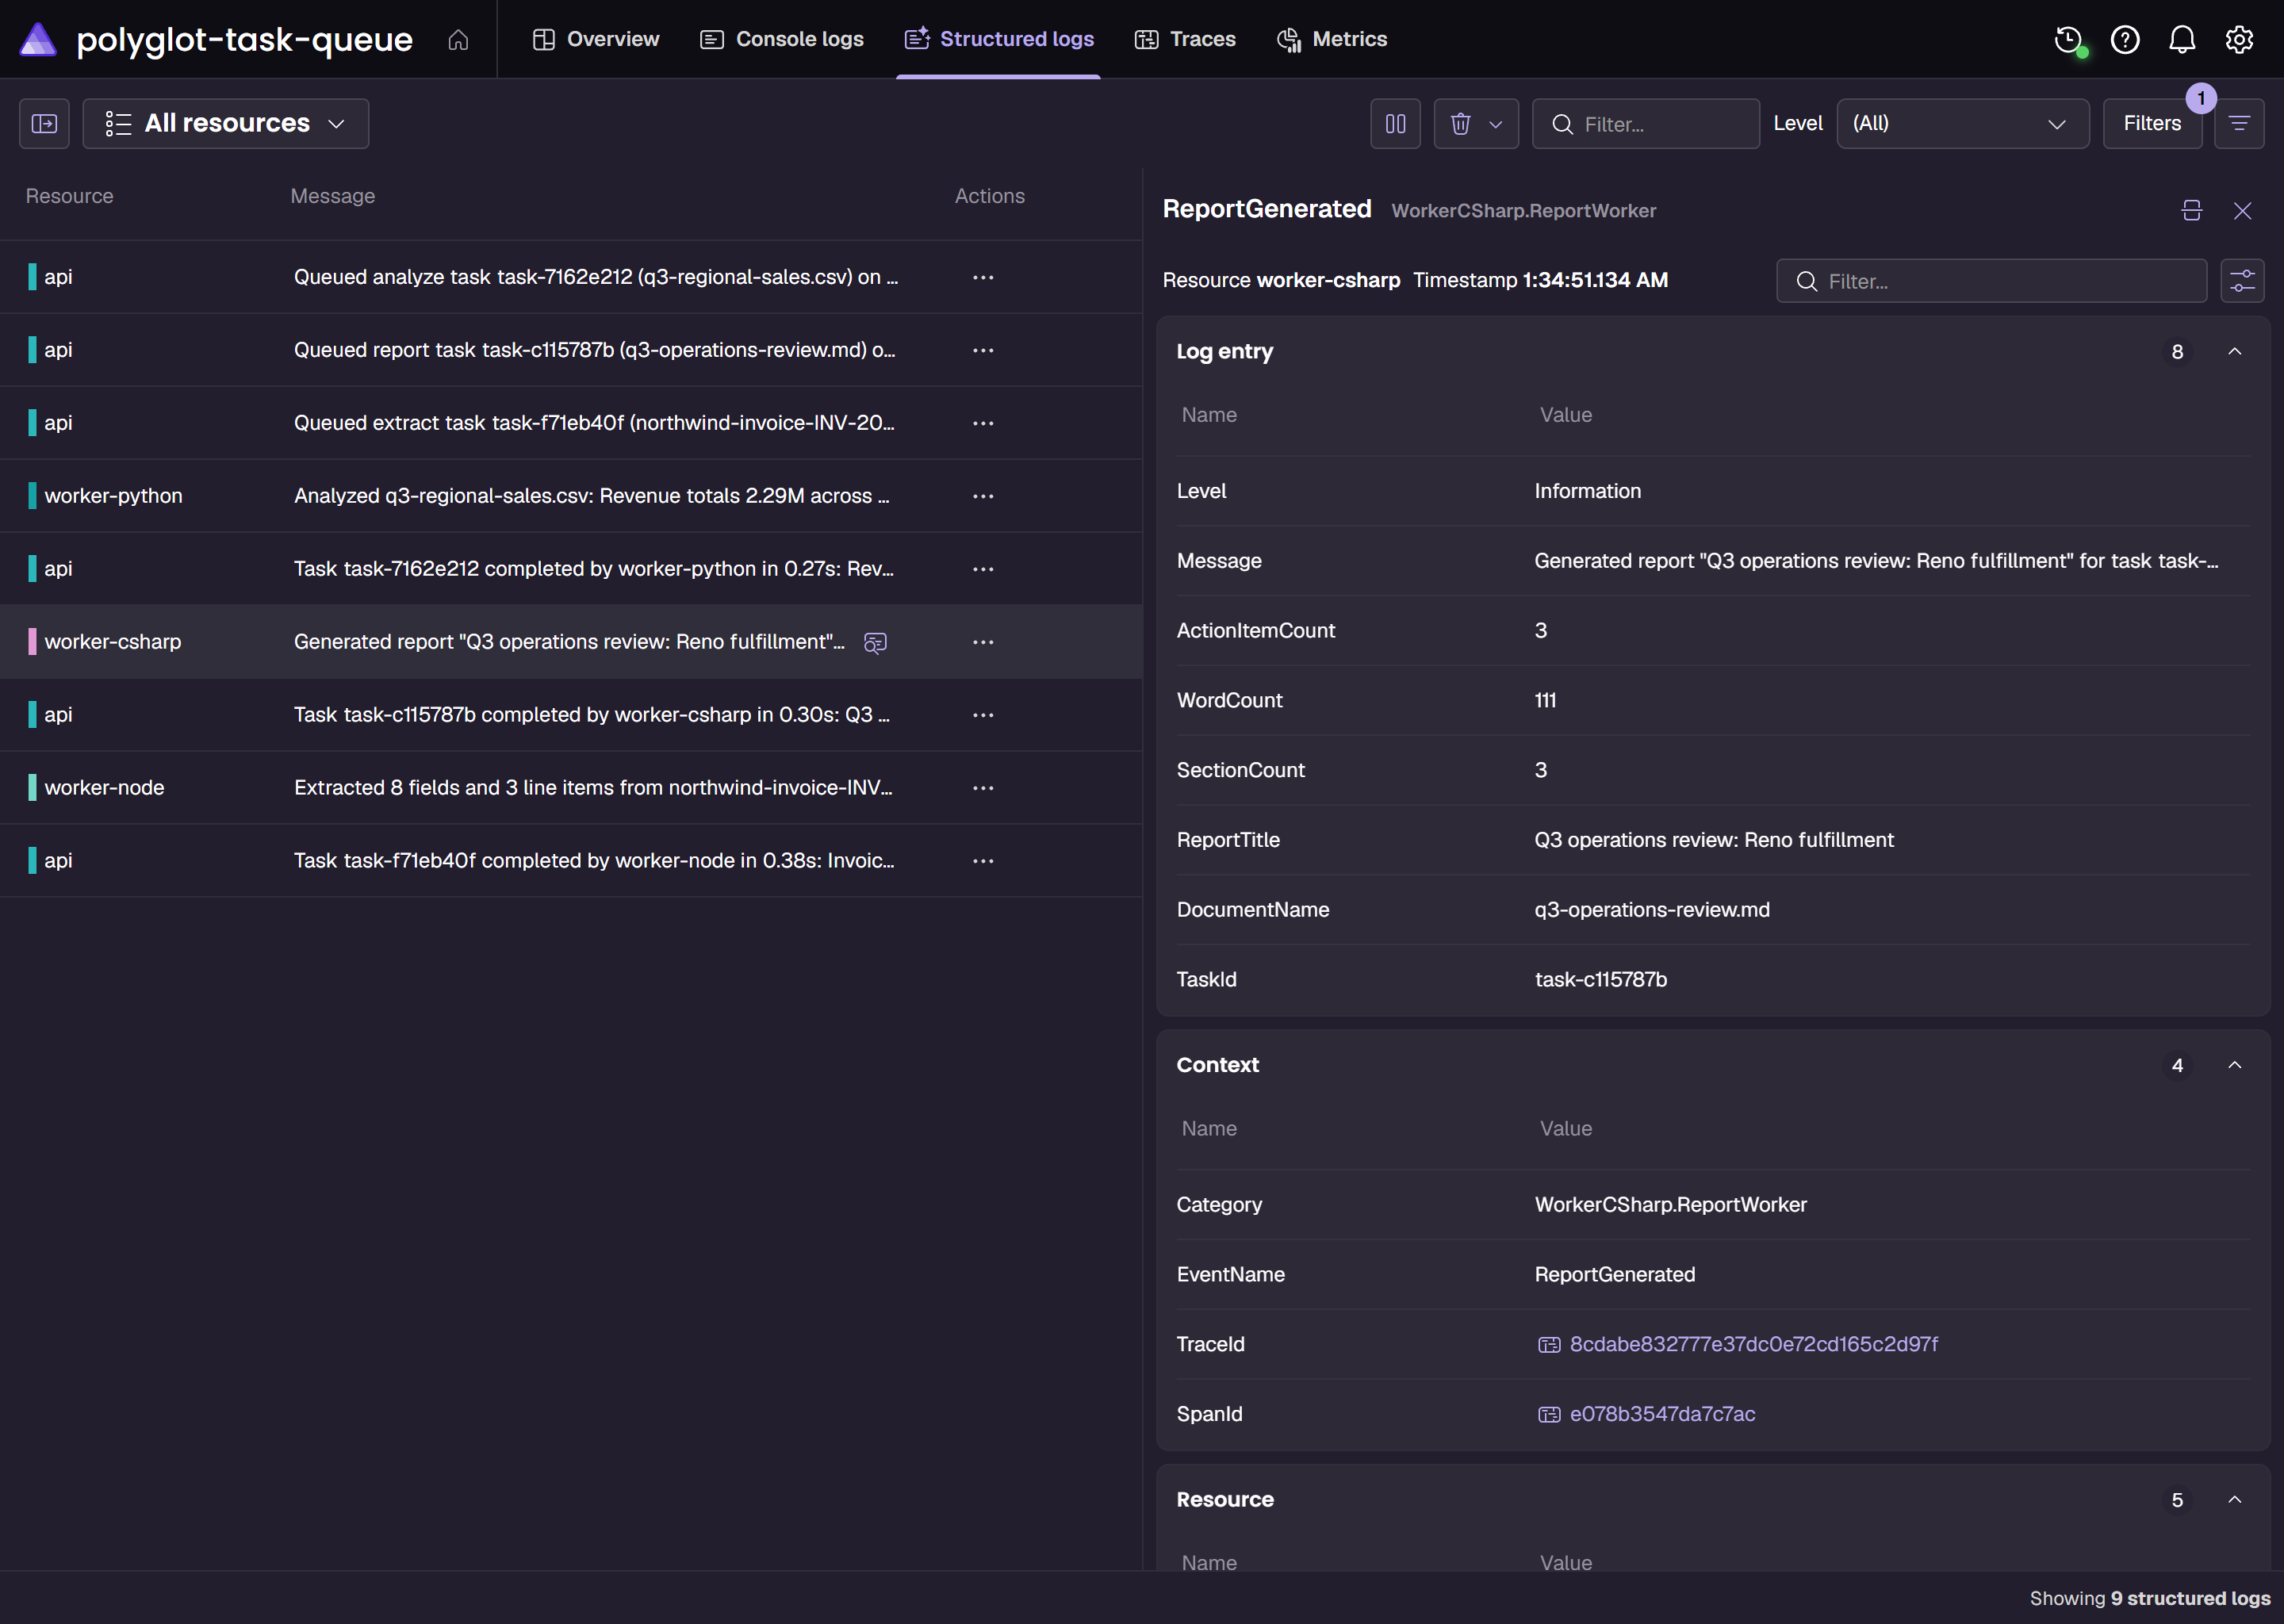 polyglot-task-queue
Overview
Console logs
Structured logs
Traces
Metrics
All resources
Filter...
Level
(All)
Filters
1
Resource Message Actions
api Queued analyze task task-7162e212 (q3-regional-sales.csv) on ...
api Queued report task task-c115787b (q3-operations-review.md) o...
api Queued extract task task-f71eb40f (northwind-invoice-INV-20...
worker-python Analyzed q3-regional-sales.csv: Revenue totals 2.29M across ...
api Task task-7162e212 completed by worker-python in 0.27s: Rev...
worker-csharp Generated report "Q3 operations review: Reno fulfillment"...
api Task task-c115787b completed by worker-csharp in 0.30s: Q3 ...
worker-node Extracted 8 fields and 3 line items from northwind-invoice-INV...
api Task task-f71eb40f completed by worker-node in 0.38s: Invoic...
ReportGenerated WorkerCSharp.ReportWorker
Resource worker-csharp Timestamp 1:34:51.134 AM
Filter...
Log entry 8
Name Value
Level Information
Message Generated report "Q3 operations review: Reno fulfillment" for task task-...
ActionItemCount 3
WordCount 111
SectionCount 3
ReportTitle Q3 operations review: Reno fulfillment
DocumentName q3-operations-review.md
TaskId task-c115787b
Context 4
Name Value
Category WorkerCSharp.ReportWorker
EventName ReportGenerated
TraceId 8cdabe832777e37dc0e72cd165c2d97f
SpanId e078b3547da7c7ac
Resource 5
Name Value
Showing 9 structured logs